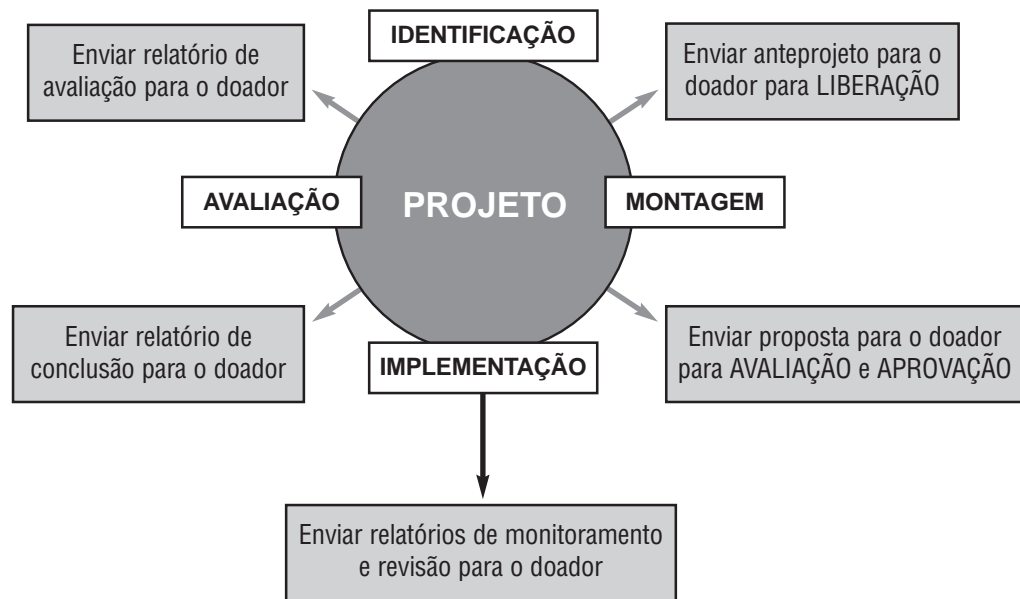 IDENTIFICAÇÃO
Enviar relatório de
avaliação para o doador
Enviar anteprojeto para o
doador para LIBERAÇÃO
AVALIAÇÃO
PROJETO
MONTAGEM
Enviar relatório de
conclusão para o doador
IMPLEMENTAÇÃO
Enviar proposta para o doador
para AVALIAÇÃO e APROVAÇÃO
Enviar relatórios de monitoramento
e revisão para o doador